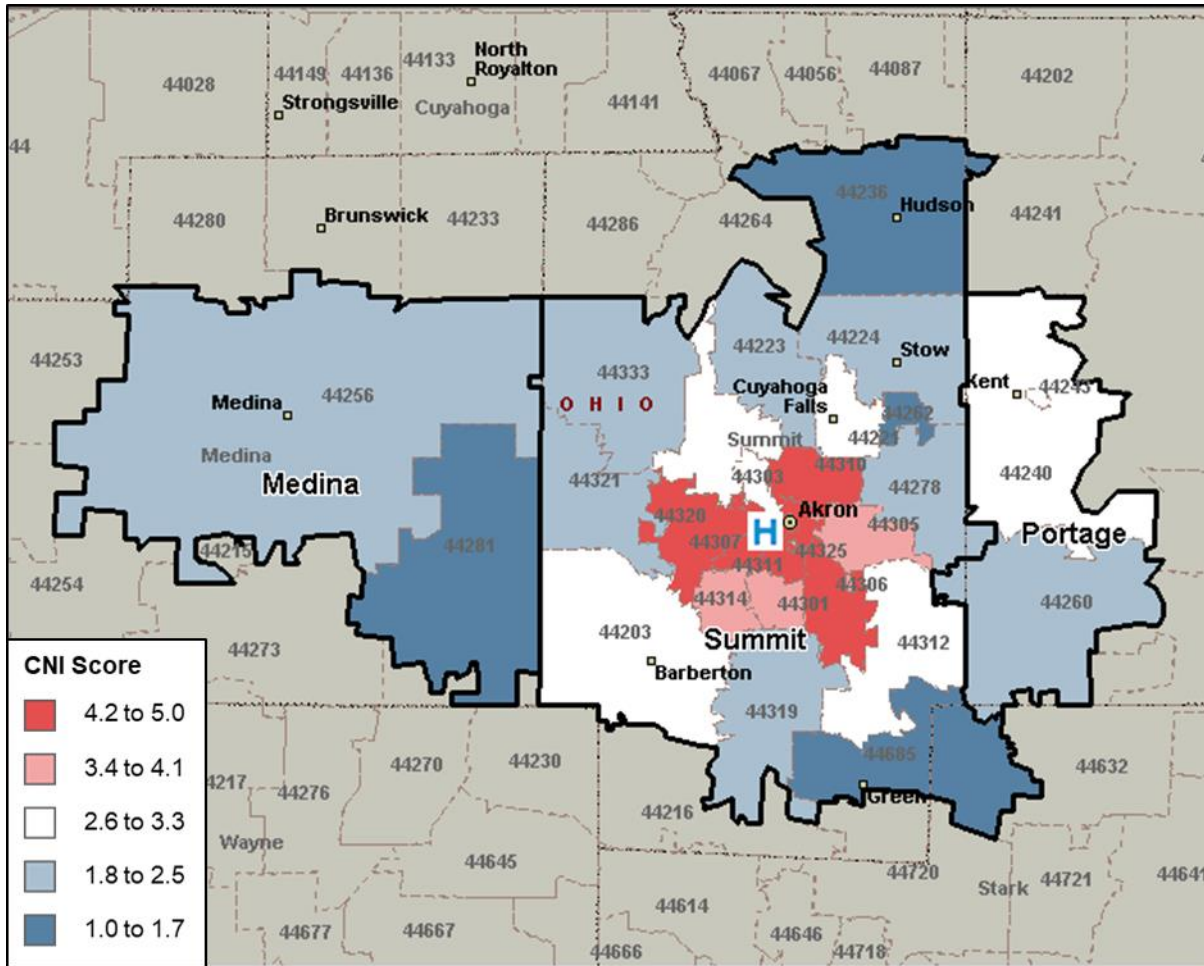 North
Royalton
44133
44149
44136
44028
44067
44056
44087
44202
Strongsville
Cuyahoga
44141
44
44236
Hudson
44280
Brunswick
44233
44286
44264
44241
44253
44256
Medina
Medina
Medina
44333
OHIO
44223
44224
Stow
Cuyahoga
Falls
Kent
44243
44262
44221
Summit
44240
44321
44303
44310
44278
44320
Akron
44305
H
44307
44325
Portage
44215
44281
44311
44254
44306
44260
44314
44301
44203
Summit
44312
44273
Barberton
44319
CNI Score
4.2 to 5.0
3.4 to 4.1
2.6 to 3.3
1.8 to 2.5
1.0 to 1.7
44685
44270
44230
44632
4217
44276
Green
44216
Wayne
44645
44720
44721
44641
Stark
44614
44677
44667
44646
44666
44718